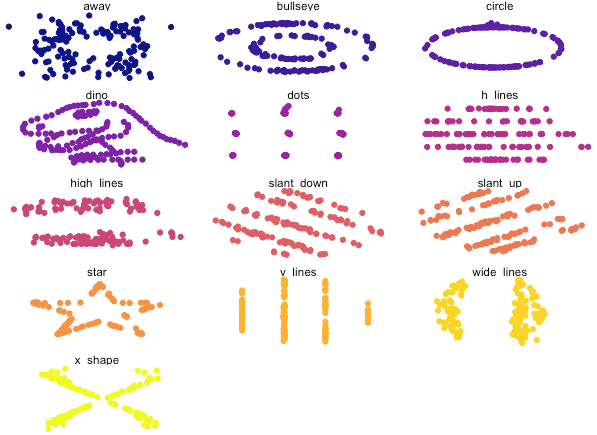 away
bullseye
circle
dino
dots
h_lines
high_lines
slant_down
slant_up
star
v_lines
wide_lines
x_shape